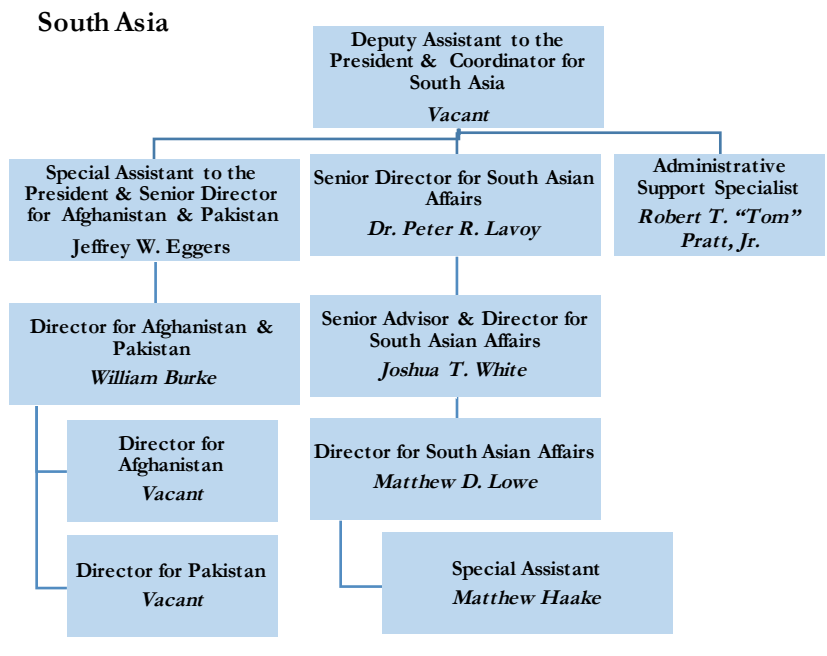 South Asia
Deputy Assistant to the
President & Coordinator for
South Asia
Vacant
Special Assistant to the
President & Senior Director
for Afghanistan & Pakistan
Jeffrey W. Eggers
Senior Director for South Asian
Affairs
Dr. Peter R. Lavoy
Administrative
Support Specialist
Robert T. “Tom”
Pratt, Jr.
Director for Afghanistan &
Pakistan
William Burke
Senior Advisor & Director for
South Asian Affairs
Joshua T. White
Director for
Afghanistan
Vacant
Director for South Asian Affairs
Matthew D. Lowe
Director for Pakistan
Vacant
Special Assistant
Matthew Haake